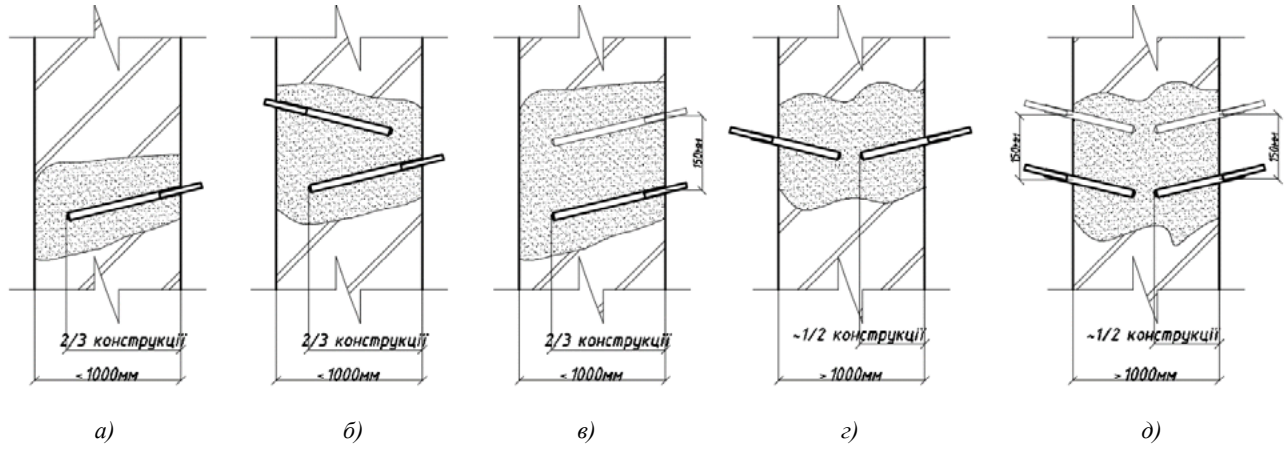 150мм
150мм
150мм
2/3 конструкції
2/3 конструкції
2/3 конструкції
~1/2 конструкції
~1/2 конструкції
< 1000мм
< 1000мм
< 1000мм
> 1000мм
> 1000мм
а)
б)
в)
г)
д)